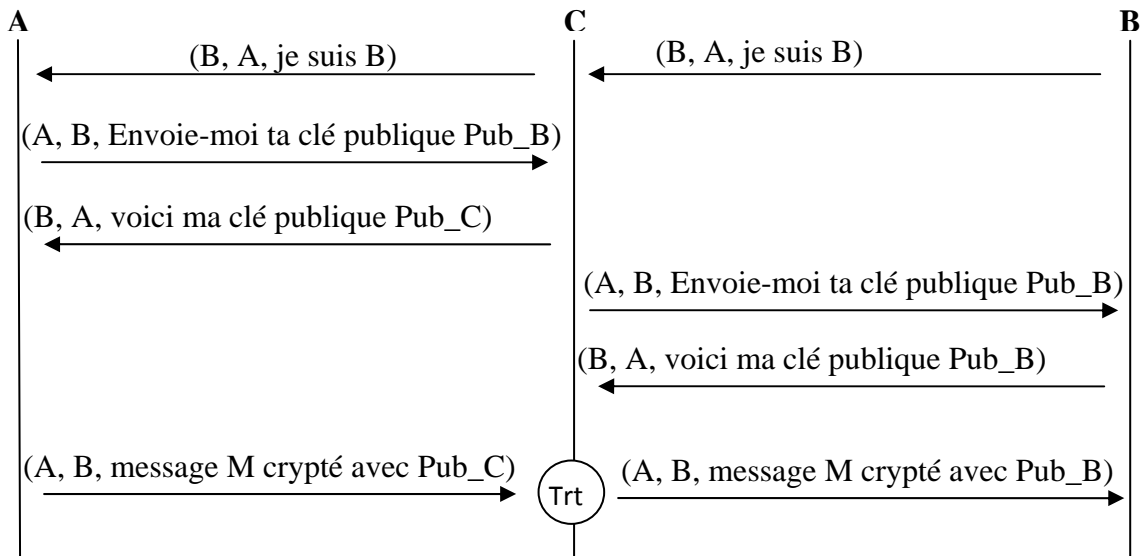 A C B
(B, A, je suis B) (B, A, je suis B)
(A, B, Envoie-moi ta clé publique Pub_B)
(B, A, voici ma clé publique Pub_C)
(A, B, Envoie-moi ta clé publique Pub_B)
(B, A, voici ma clé publique Pub_B)
(A, B, message M crypté avec Pub_C) (A, B, message M crypté avec Pub_B)
Trt